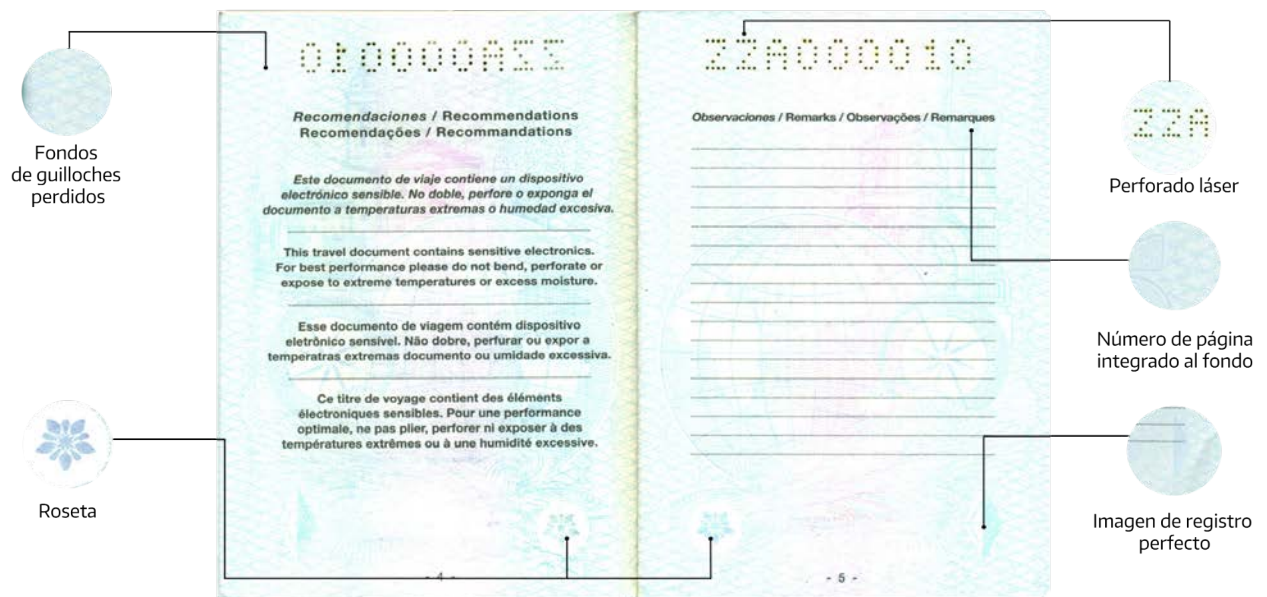 010000AZZ
Recomendaciones / Recommendations
Recomendações / Recommandations
Este documento de viaje contiene un dispositivo
electrónico sensible. No doble, perfore o exponga el
documento a temperaturas extremas o humedad excesiva.
This travel document contains sensitive electronics.
For best performance please do not bend, perforate or
expose to extreme temperatures or excess moisture.
Esse documento de viagem contém dispositivo
eletrônico sensível. Não dobre, perfurar ou expor a
temperatras extremas documento ou umidade excessiva.
Ce titre de voyage contient des éléments
électroniques sensibles. Pour une performance
optimale, ne pas plier, perforer ni exposer à des
températures extrêmes ou à une humidité excessive.
- 4 -
ZZA000010
Observaciones / Remarks / Observações / Remarques
- 5 -
Fondos
de guilloches
perdidos
Roseta
ZZA
Perforado láser
Número de página
integrado al fondo
Imagen de registro
perfecto